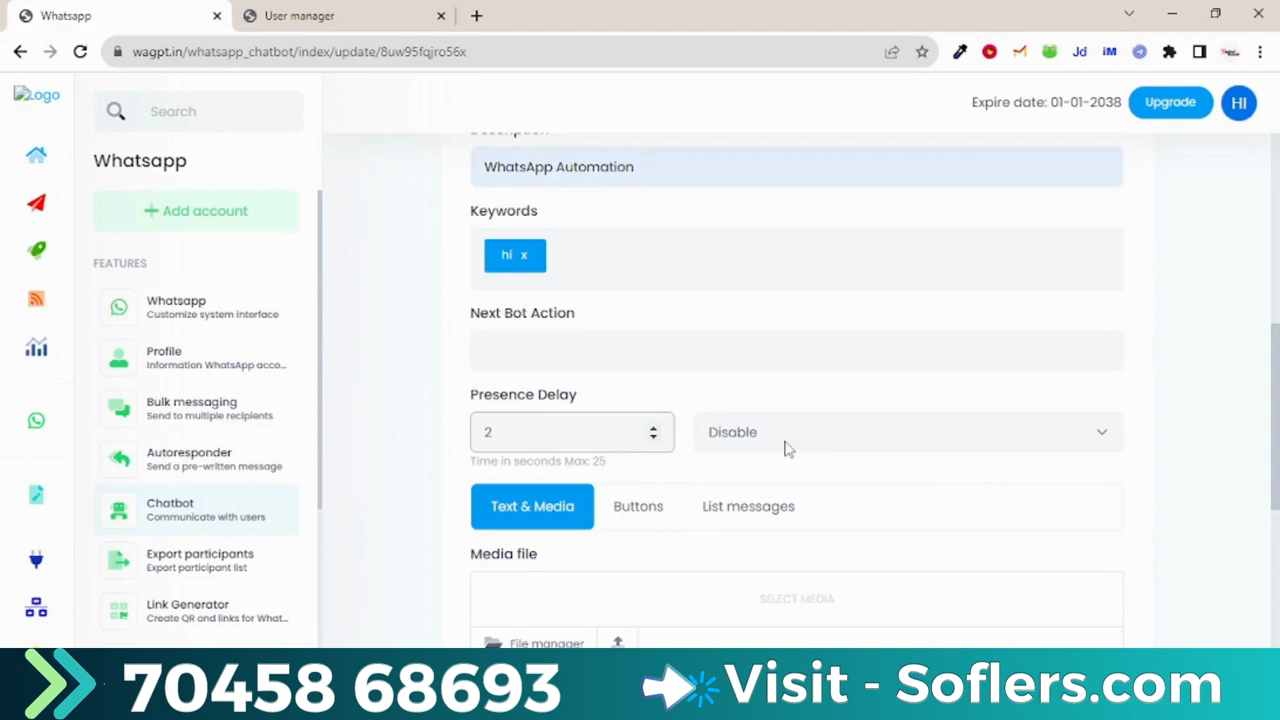 Whatsapp
User manager
wagpt.in/whatsapp_chatbot/index/update/8uw95fqjro56x
Jd
iM
Logo
Search
Expire date: 01-01-2038
Upgrade
HI
Whatsapp
Add account
FEATURES
Whatsapp
Customize system interface
Profile
Information WhatsApp acco...
Bulk messaging
Send to multiple recipients
Autoresponder
Send a pre-written message
Chatbot
Communicate with users
Export participants
Export participant list
Link Generator
Create QR ond links for What...
Description
WhatsApp Automation
Keywords
hi x
Next Bot Action
Presence Delay
2
Disable
Time in seconds Max: 25
Text & Media
Buttons
List messages
Media file
SELECT MEDIA
File manager
70458 68693
Visit - Soflers.com